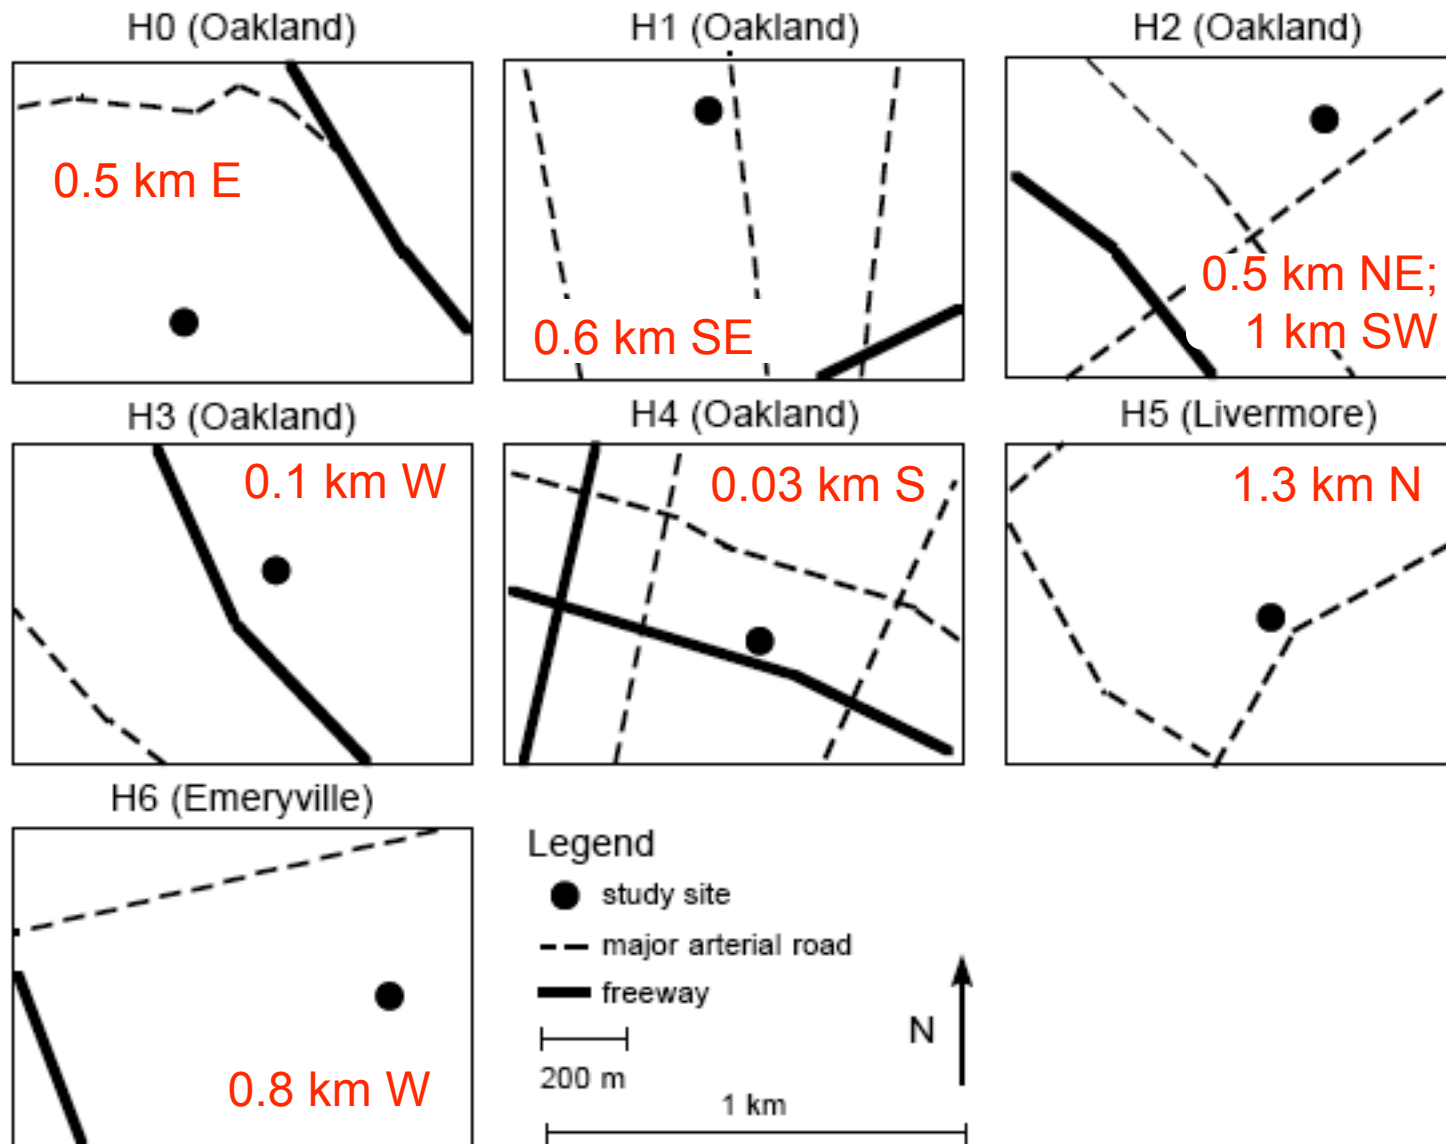 H0 (Oakland)
0.5 km E
H1 (Oakland)
0.6 km SE
H2 (Oakland)
0.5 km NE;
1 km SW
H3 (Oakland)
0.1 km W
H4 (Oakland)
0.03 km S
H5 (Livermore)
1.3 km N
H6 (Emeryville)
0.8 km W
Legend
study site
major arterial road
freeway
200 m
N
1 km